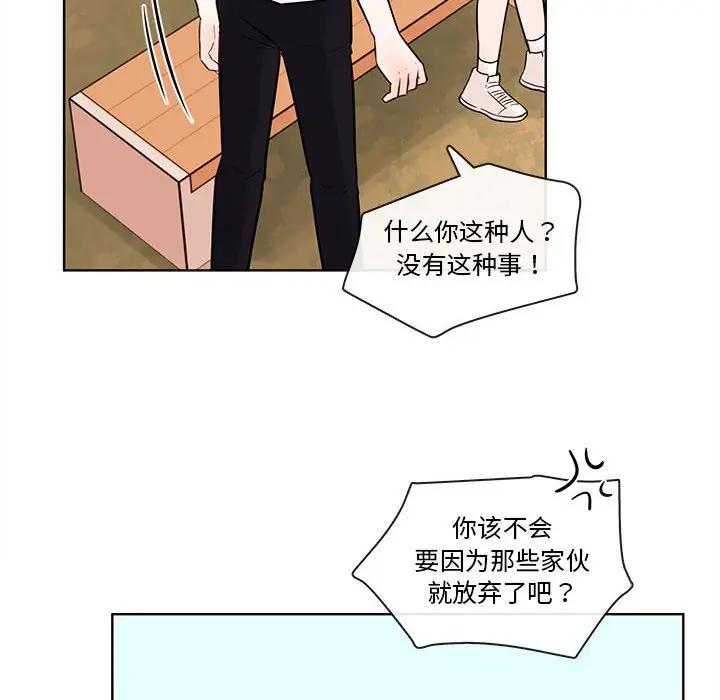 什么你这种人？
没有这种事！
你该不会
要因为那些家伙
就放弃了吧？